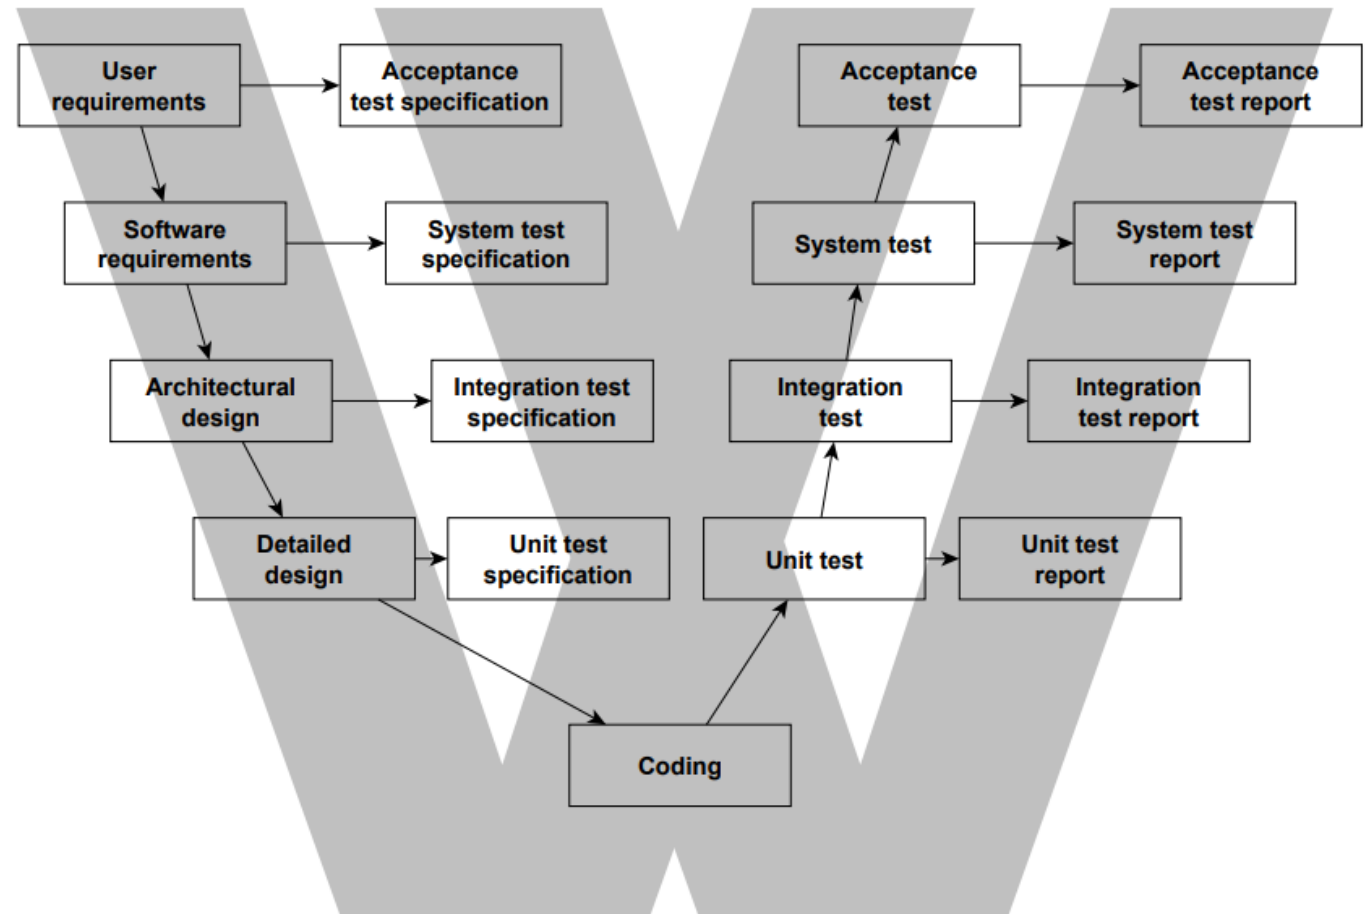 User
requirements
Acceptance
test specification
Acceptance
test
Acceptance
test report
Software
requirements
System test
specification
System test
System test
report
Architectural
design
Integration test
specification
Integration
test
Integration
test report
Detailed
design
Unit test
specification
Unit test
Unit test
report
Coding